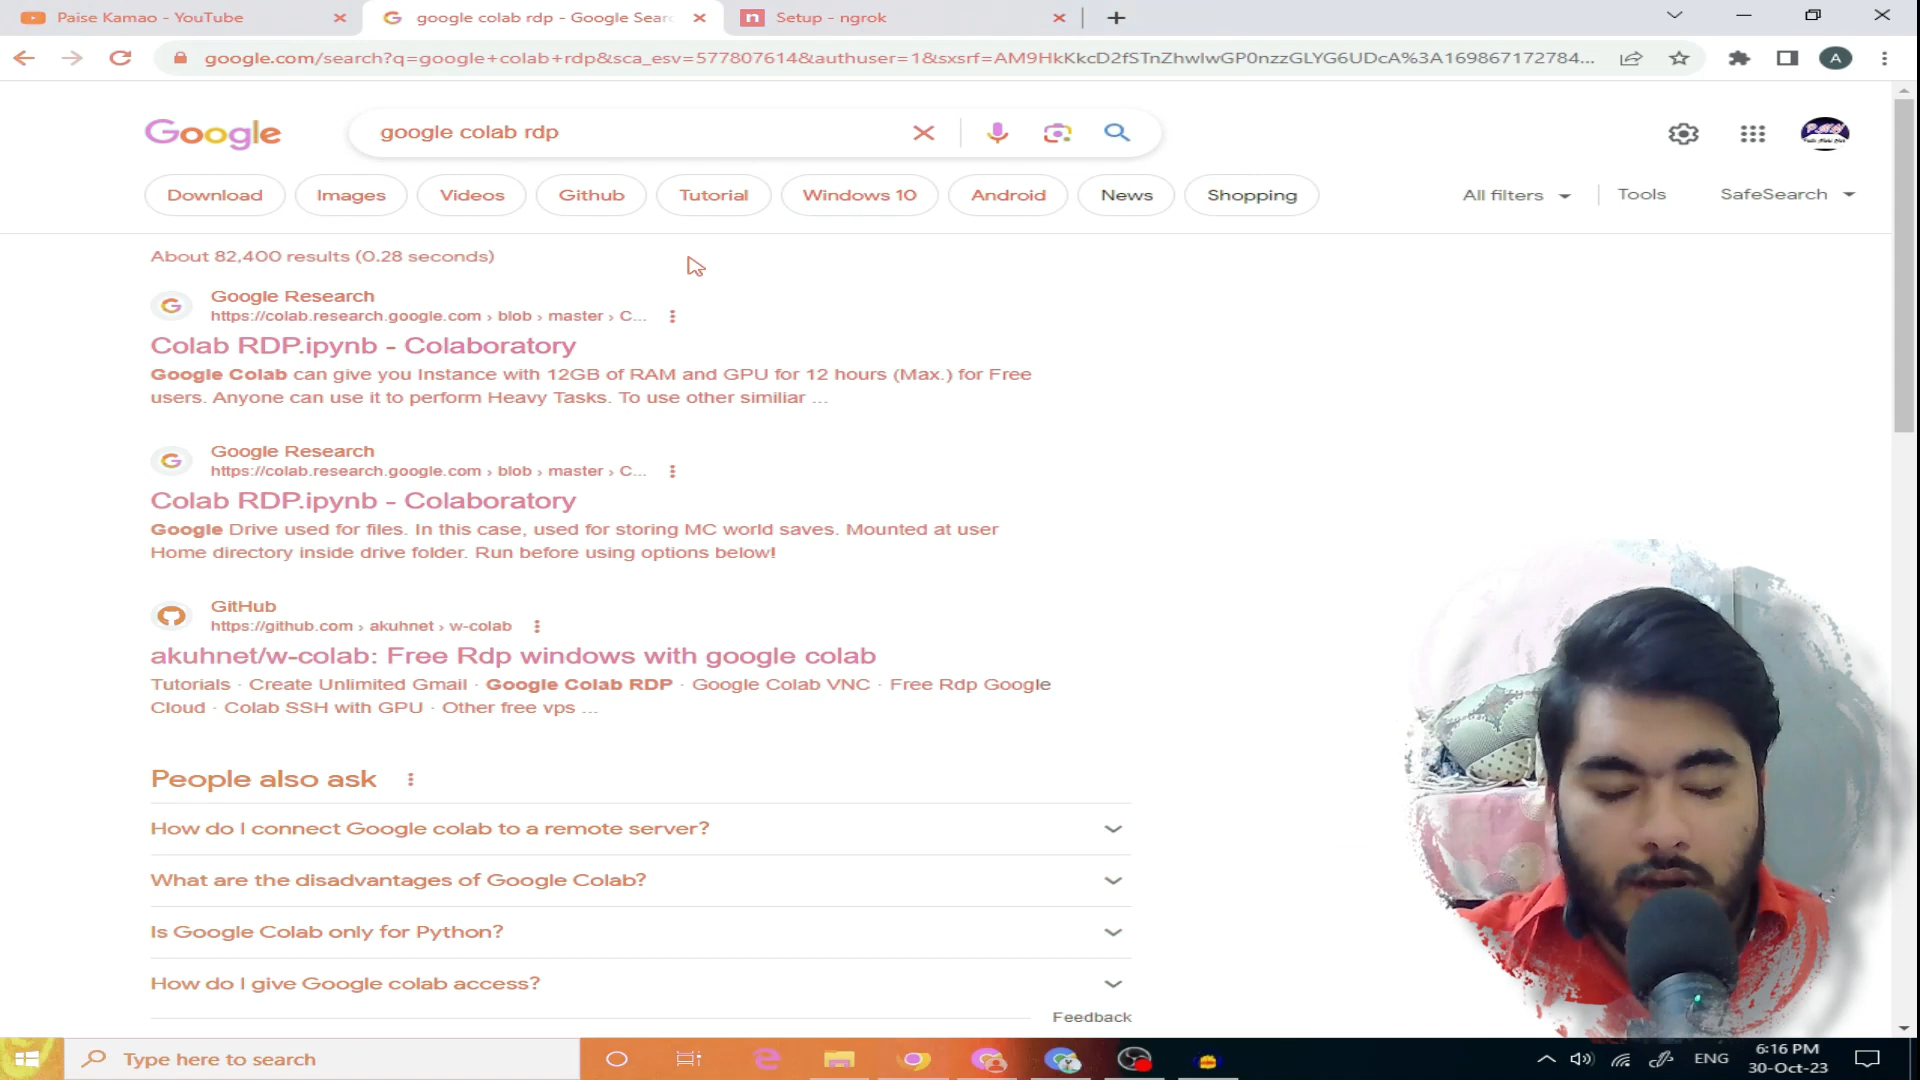 Paise Kamao - YouTube
google colab rdp - Google Sear
Setup - ngrok
google.com/search?q=google+colab+rdp&sca_esv=577807614&authuser=1&sxsrf=AM9HkKkcD2fSTnZhwlwGP0nzzGLYG6UDcA%3A169867172784...
A
Google
google colab rdp
Download
Images
Videos
Github
Tutorial
Windows 10
Android
News
Shopping
All filters
Tools
SafeSearch
About 82,400 results (0.28 seconds)
Google Research
https://colab.research.google.com › blob › master › C...
Colab RDP.ipynb - Colaboratory
Google Colab can give you Instance with 12GB of RAM and GPU for 12 hours (Max.) for Free
users. Anyone can use it to perform Heavy Tasks. To use other similiar ...
Google Research
https://colab.research.google.com › blob › master › C...
Colab RDP.ipynb - Colaboratory
Google Drive used for files. In this case, used for storing MC world saves. Mounted at user
Home directory inside drive folder. Run before using options below!
GitHub
https://github.com › akuhnet › w-colab
akuhnet/w-colab: Free Rdp windows with google colab
Tutorials · Create Unlimited Gmail · Google Colab RDP · Google Colab VNC · Free Rdp Google
Cloud · Colab SSH with GPU · Other free vps ...
People also ask
How do I connect Google colab to a remote server?
What are the disadvantages of Google Colab?
Is Google Colab only for Python?
How do I give Google colab access?
Feedback
Type here to search
ENG
6:16 PM
30-Oct-23